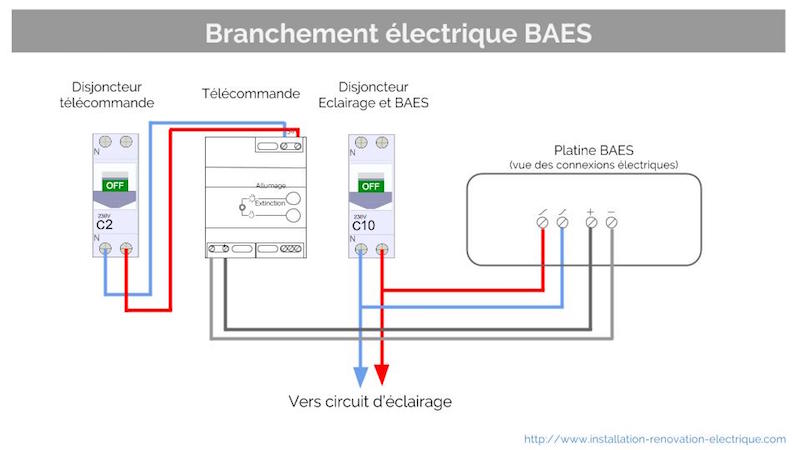 Branchement électrique BAES
Disjoncteur
télécommande
Télécommande
Disjoncteur
Eclairage et BAES
Platine BAES
(vue des connexions électriques)
N
OFF
230V
C2
N
Allumage
Extinction
N
OFF
230V
C10
N
+ −
Vers circuit d'éclairage
http://www.installation-renovation-electrique.com